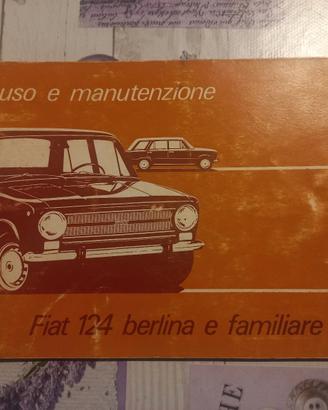 uso e manutenzione
Fiat 124 berlina e familiare